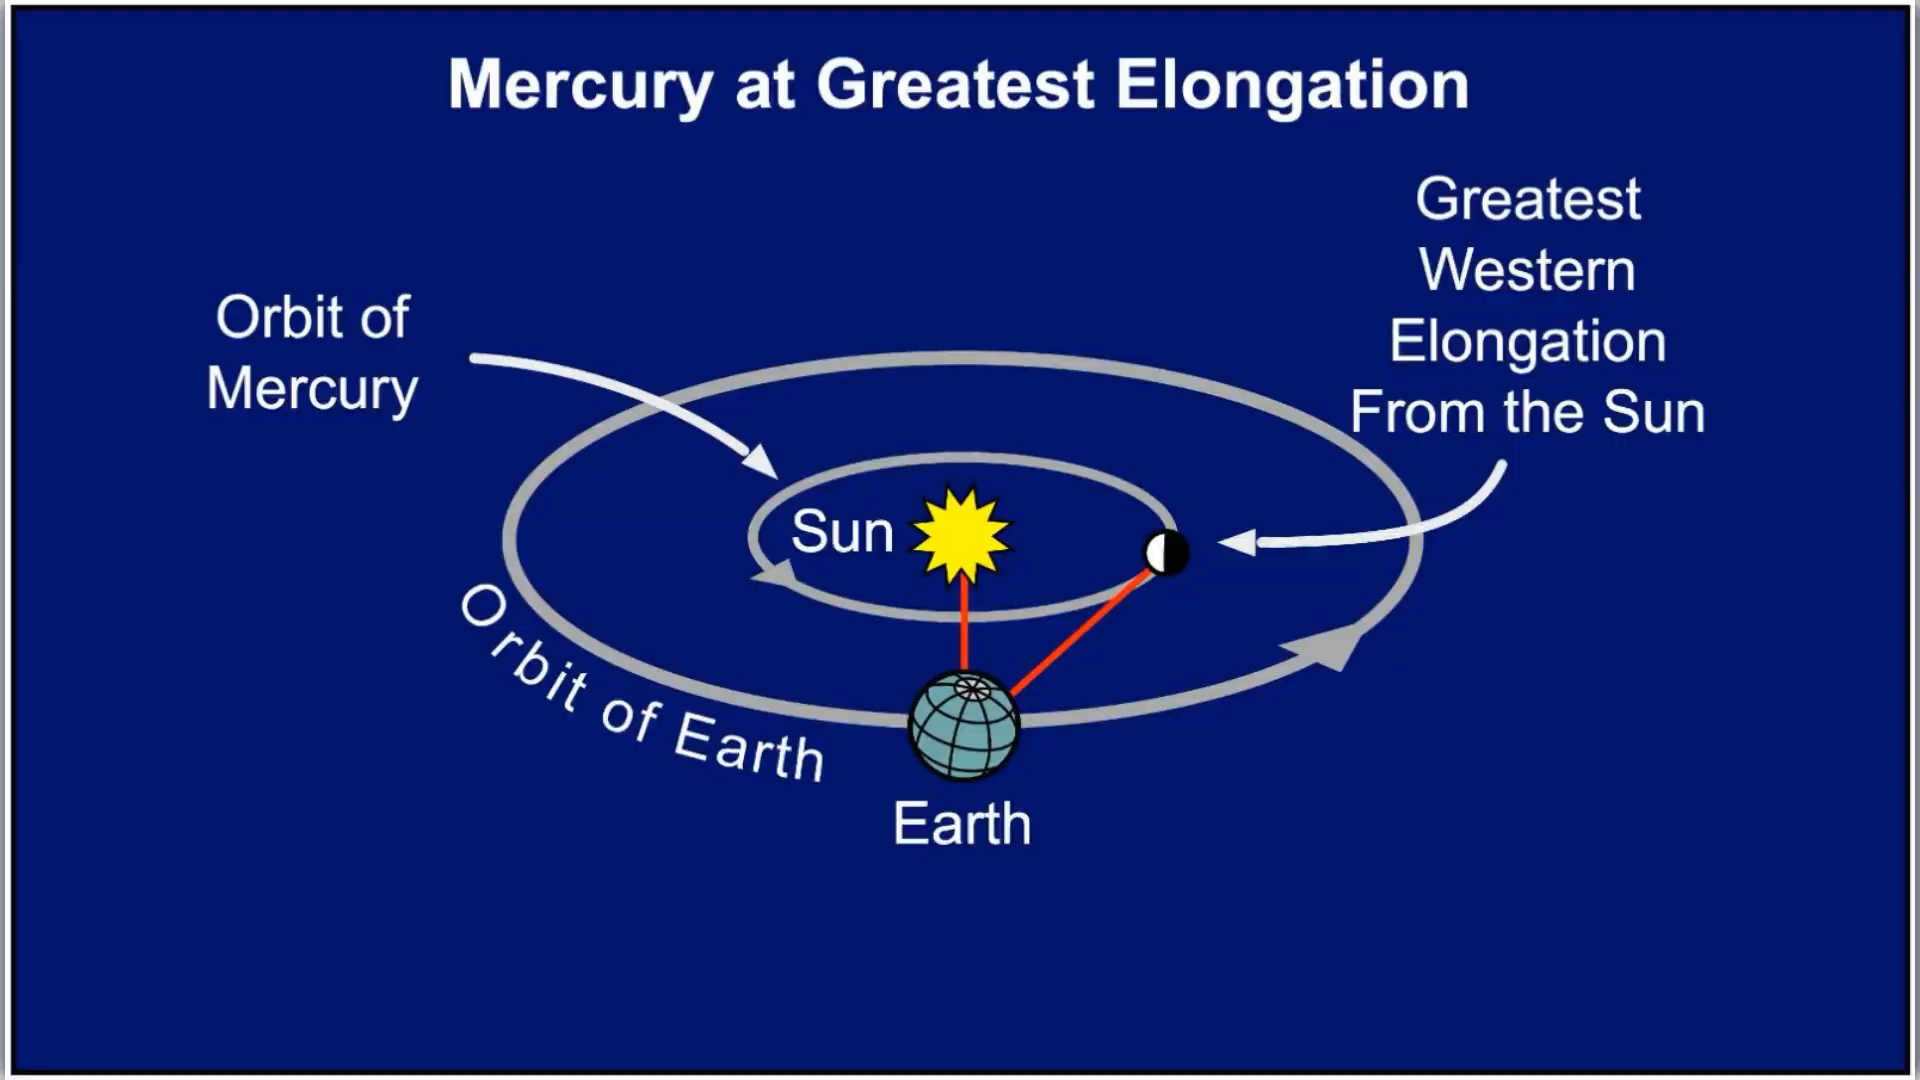 Mercury at Greatest Elongation
Greatest
Western
Elongation
From the Sun
Orbit of
Mercury
Sun
Orbit of Earth
Earth